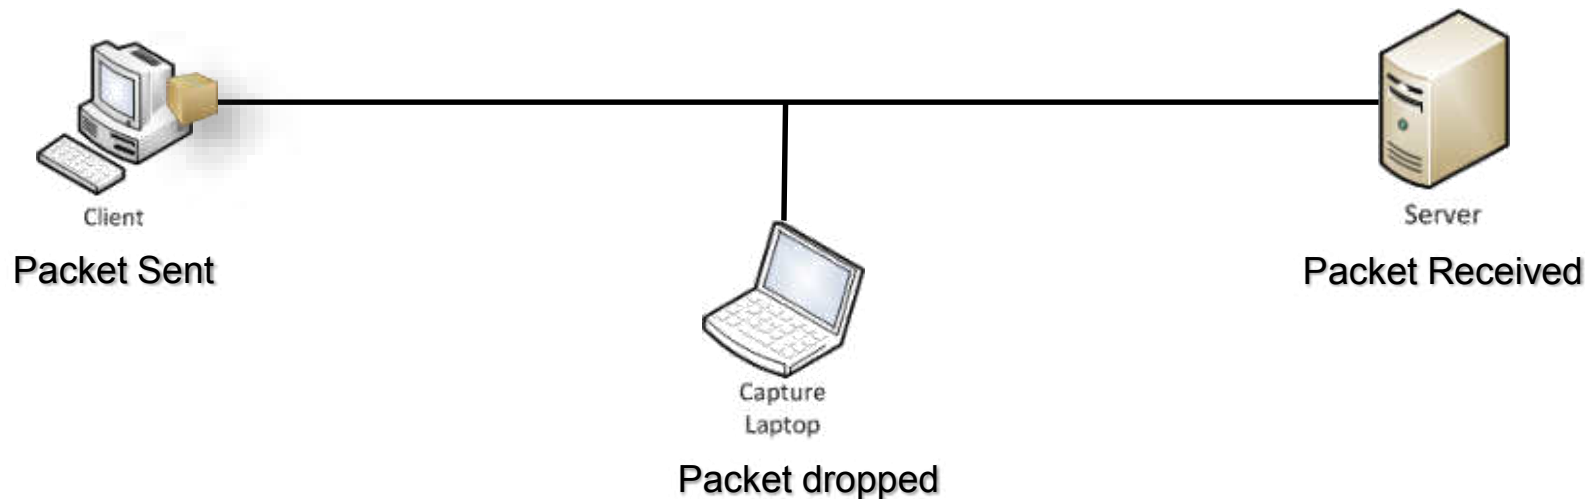 Client
Packet Sent
Server
Packet Received
Capture
Laptop
Packet dropped